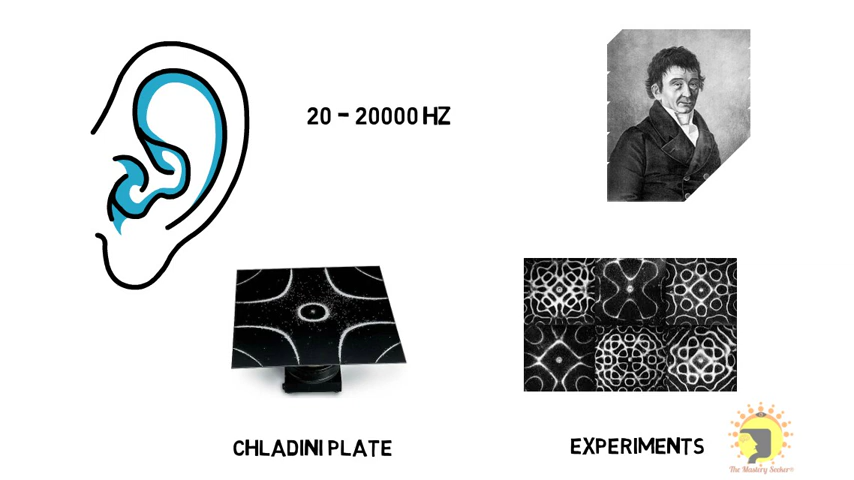 20 - 20000 HZ
CHLADINI PLATE
EXPERIMENTS
The Mastery Seeker®